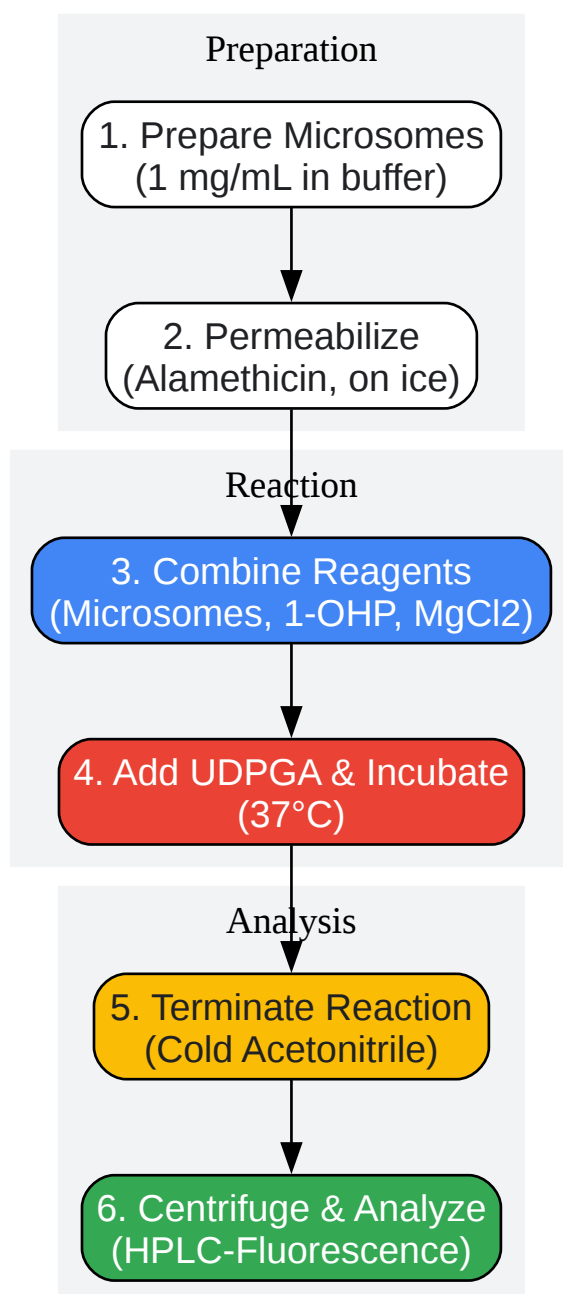 Preparation
1. Prepare Microsomes
(1 mg/mL in buffer)
2. Permeabilize
(Alamethicin, on ice)
Reaction
3. Combine Reagents
(Microsomes, 1-OHP, MgCl2)
4. Add UDPGA & Incubate
(37°C)
Analysis
5. Terminate Reaction
(Cold Acetonitrile)
6. Centrifuge & Analyze
(HPLC-Fluorescence)